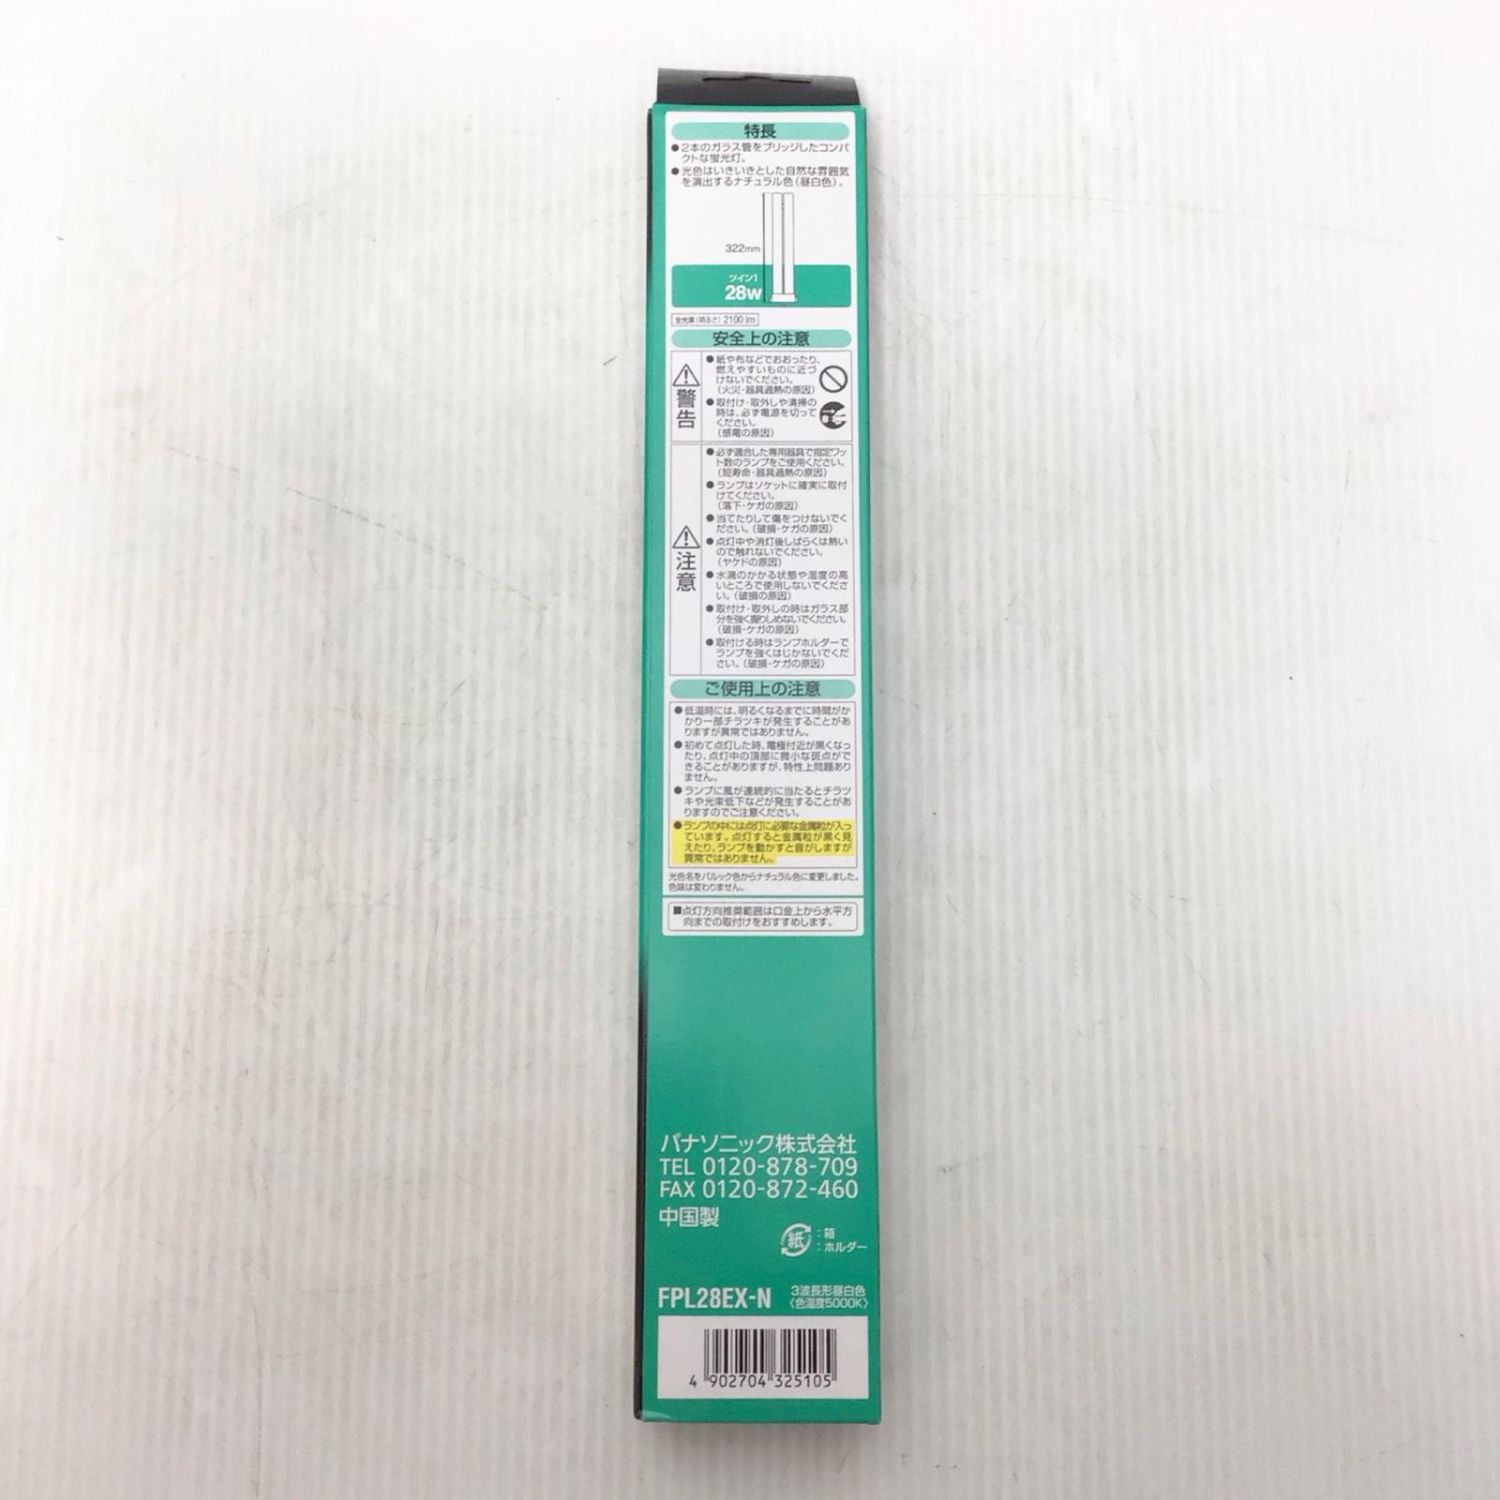 特長
●2本のガラス管をブリッジしたコンパ
クトな蛍光灯。
●光色はいきいきとした自然な雰囲気
を演出するナチュラル色(昼白色)。
322mm
ツイン1
28W
全光束(明るさ) 2100 lm
安全上の注意
警告
●紙や布などでおおったり、
燃えやすいものに近づ
けないでください。
(火災・器具過熱の原因)
●取付け・取外しや清掃の
時は、必ず電源を切って
ください。
(感電の原因)
注意
●必ず適合した専用器具で指定ワッ
ト数のランプをご使用ください。
(短寿命・器具過熱の原因)
●ランプはソケットに確実に取付
けてください。
(落下・ケガの原因)
●当てたりして傷をつけないでく
ださい。(破損・ケガの原因)
●点灯中や消灯後しばらくは熱い
ので触れないでください。
(ヤケドの原因)
●水滴のかかる状態や湿度の高
いところで使用しないでくださ
い。(破損の原因)
●取付け・取外しの時はガラス部
分を強く握りしめないでください。
(破損・ケガの原因)
●取付ける時はランプホルダーで
ランプを強くはじかないでくだ
さい。(破損・ケガの原因)
ご使用上の注意
●低温時には、明るくなるまでに時間がか
かり一部チラツキが発生することがあ
りますが異常ではありません。
●初めて点灯した時、電極付近が黒くなっ
たり、点灯中の頂部に微小な斑点がで
きることがありますが、特性上問題あり
ません。
●ランプに風が連続的に当たるとチラツ
キや光束低下などが発生することがあ
りますのでご注意ください。
●ランプの中には点灯に必要な金属粒が入っ
ています。点灯すると金属粒が黒く見
えたり、ランプを動かすと音がしますが
異常ではありません。
光色名をパルック色からナチュラル色に変更しました。
色味は変わりません。
■点灯方向推奨範囲は口金上から水平方
向までの取付けをおすすめします。
パナソニック株式会社
TEL 0120-878-709
FAX 0120-872-460
中国製
紙
:箱
:ホルダー
FPL28EX-N
3波長形昼白色
〈色温度5000K〉
4 902704 325105